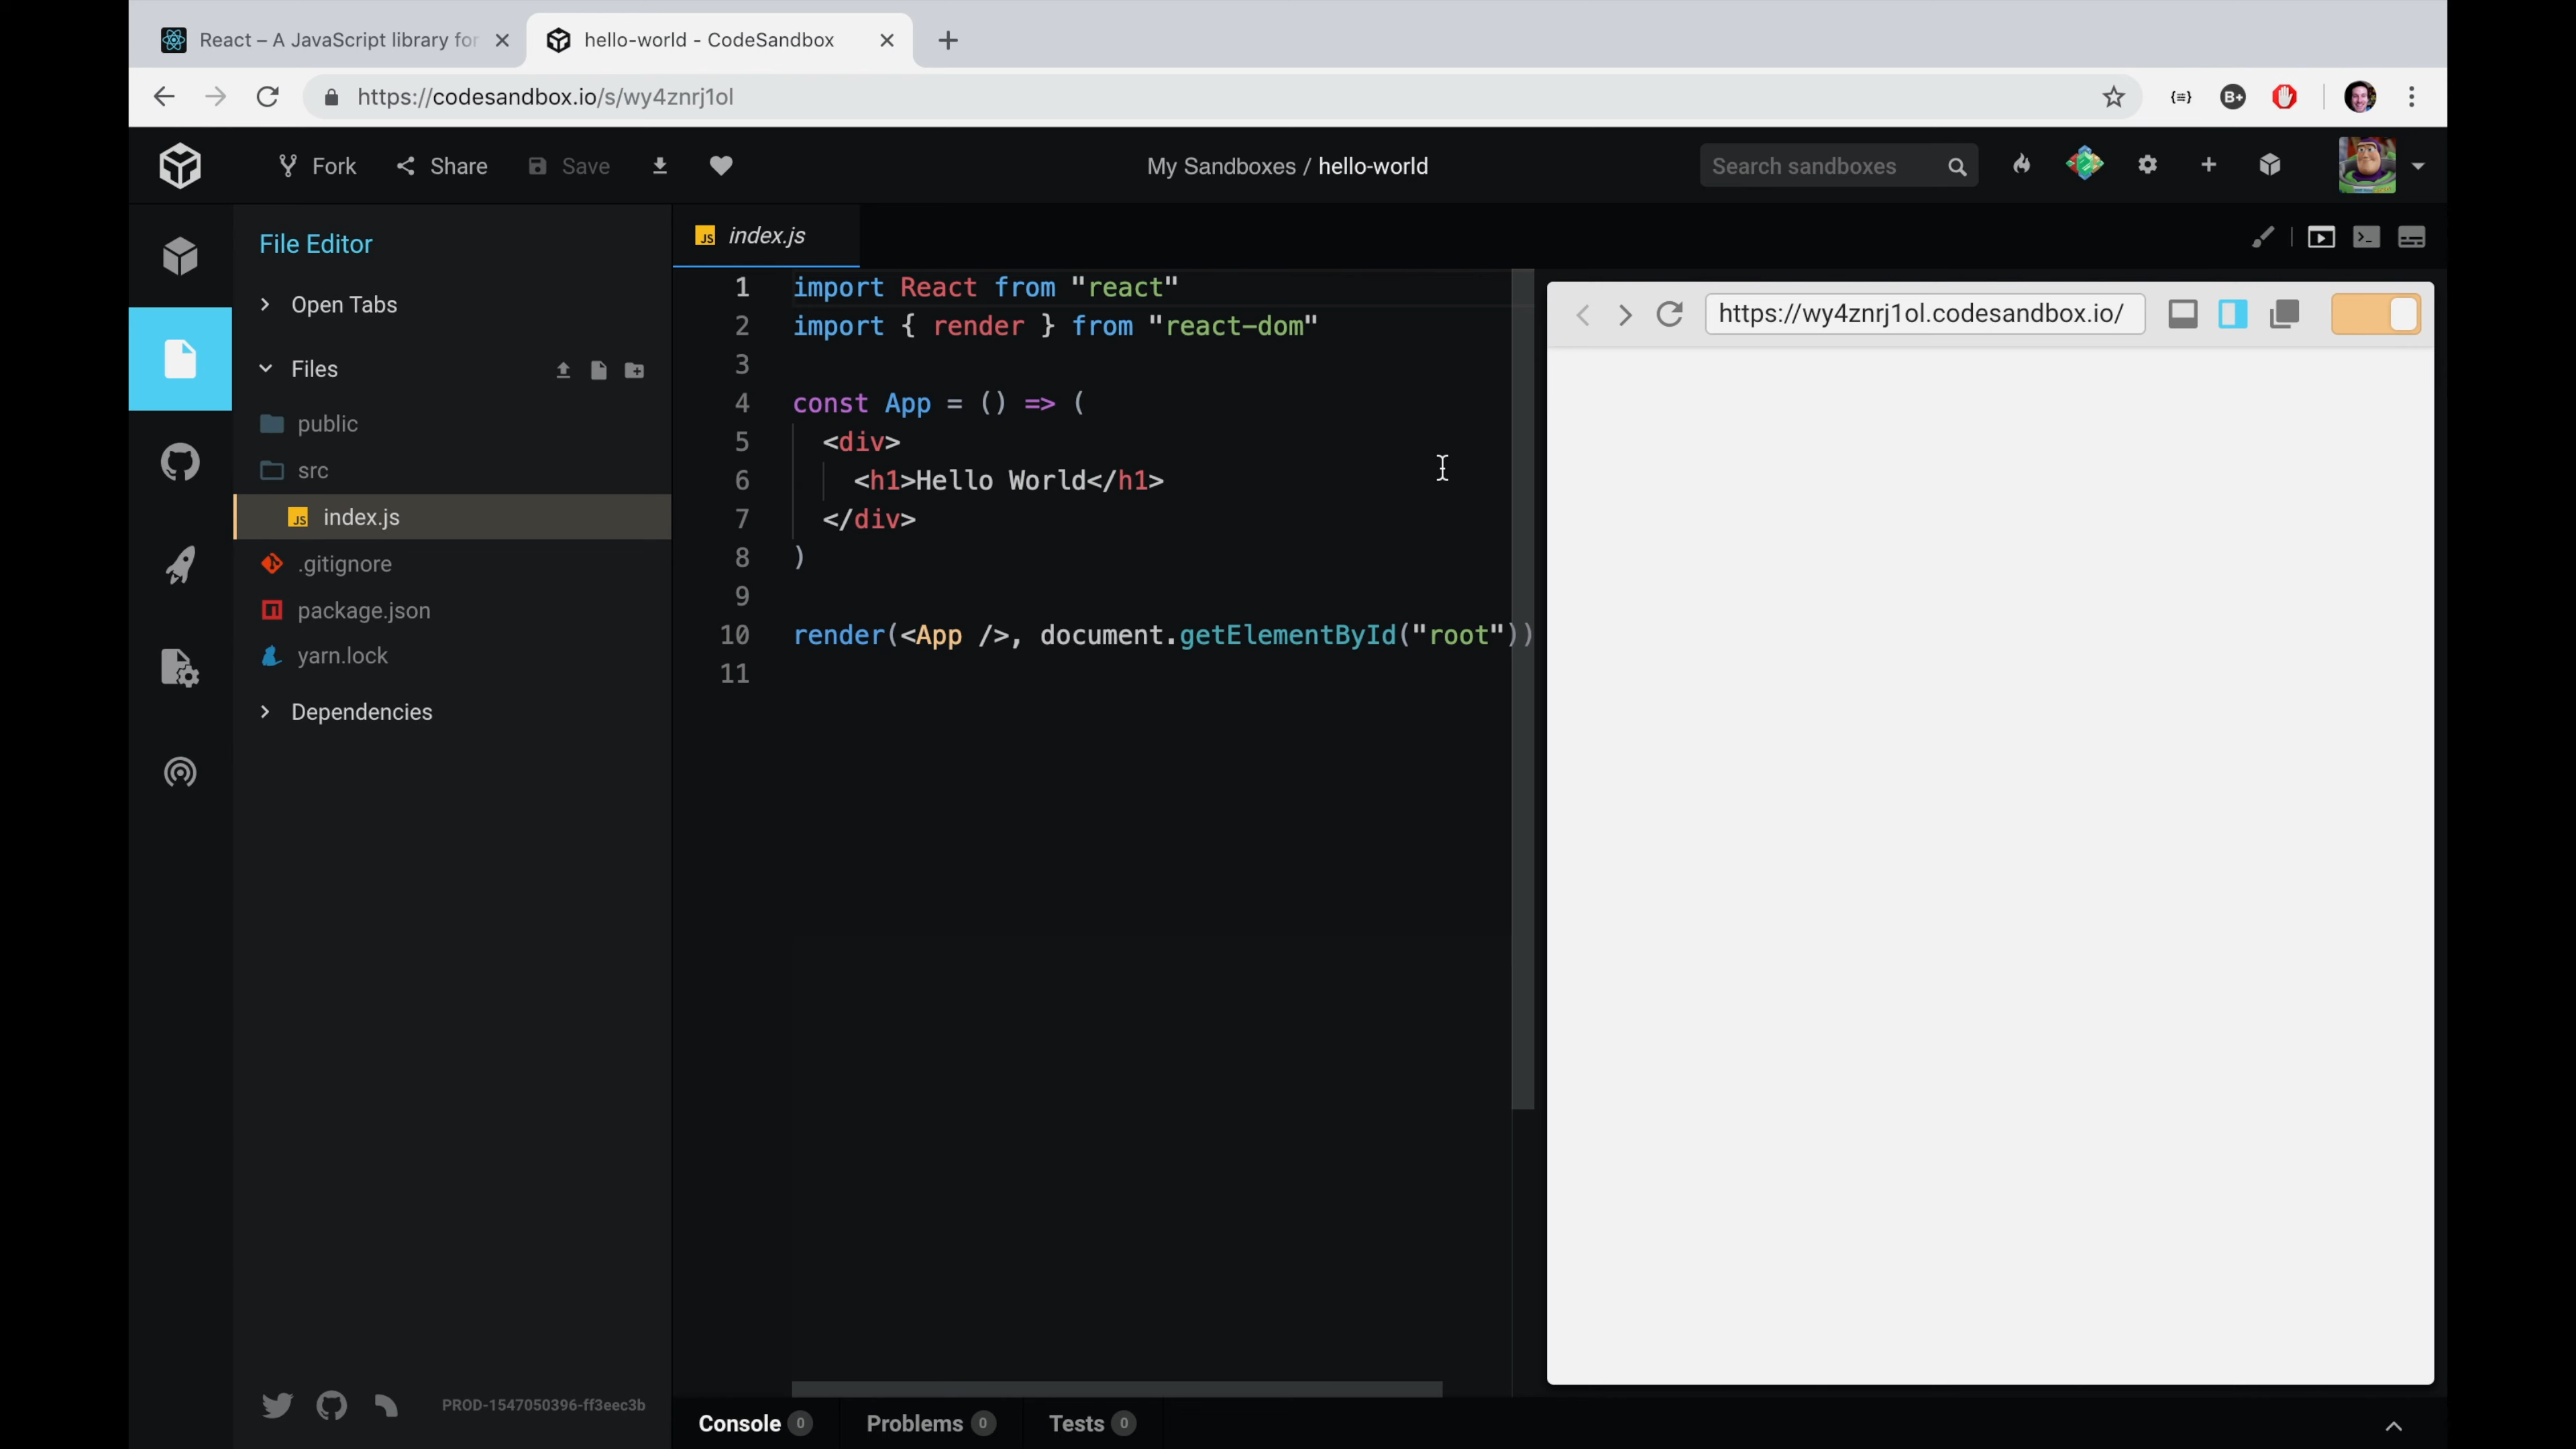 React – A JavaScript library for
hello-world - CodeSandbox
https://codesandbox.io/s/wy4znrj1ol
B+
Fork
Share
Save
My Sandboxes / hello-world
Search sandboxes
File Editor
Open Tabs
Files
public
src
JS index.js
.gitignore
package.json
yarn.lock
Dependencies
PROD-1547050396-ff3eec3b
JS index.js
1 import React from "react"
2 import { render } from "react-dom"
3
4 const App = () => (
5 <div>
6 <h1>Hello World</h1>
7 </div>
8 )
9
10 render(<App />, document.getElementById("root"))
11
https://wy4znrj1ol.codesandbox.io/
Console 0
Problems 0
Tests 0